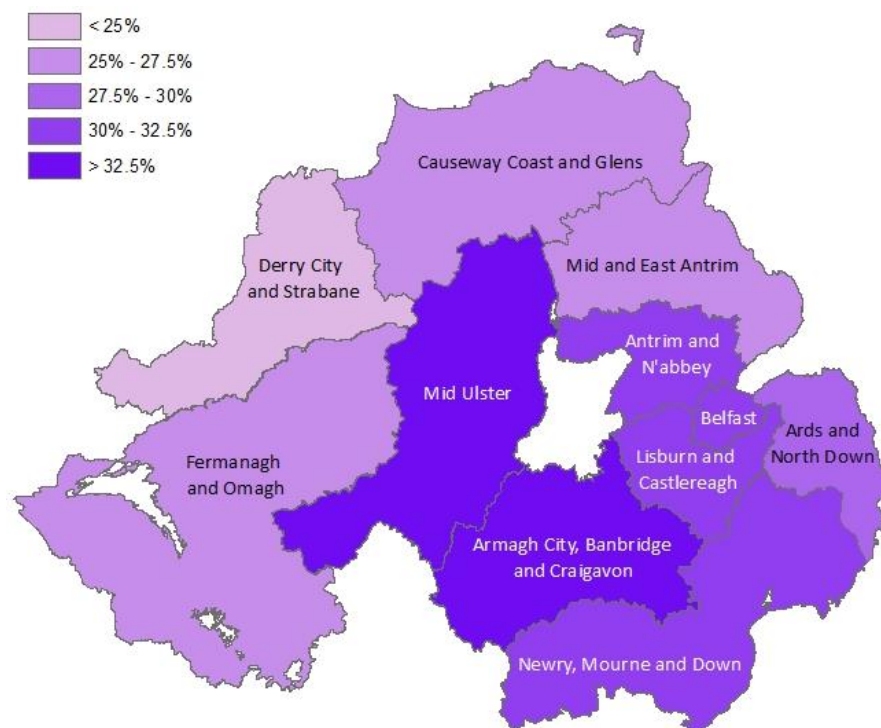 < 25%
25% - 27.5%
27.5% - 30%
30% - 32.5%
> 32.5%
Causeway Coast and Glens
Derry City
and Strabane
Mid and East Antrim
Antrim and
N'abbey
Mid Ulster
Belfast
Ards and
North Down
Fermanagh
and Omagh
Lisburn and
Castlereagh
Armagh City, Banbridge
and Craigavon
Newry, Mourne and Down